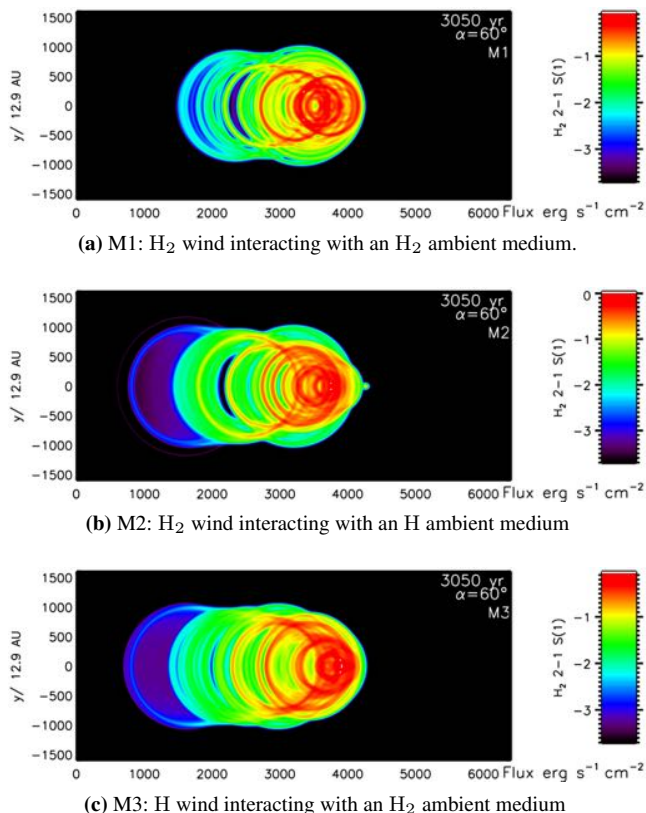 3050 yr
α=60°
M1
1500
1000
500
0
-500
-1000
-1500
y/ 12.9 AU
0 1000 2000 3000 4000 5000 6000 Flux erg s⁻¹ cm⁻²
-1
-2
-3
H₂ 2-1 S(1)
(a) M1: H₂ wind interacting with an H₂ ambient medium.
3050 yr
α=60°
M2
1500
1000
500
0
-500
-1000
-1500
y/ 12.9 AU
0 1000 2000 3000 4000 5000 6000 Flux erg s⁻¹ cm⁻²
0
-1
-2
-3
H₂ 2-1 S(1)
(b) M2: H₂ wind interacting with an H ambient medium
3050 yr
α=60°
M3
1500
1000
500
0
-500
-1000
-1500
y/ 12.9 AU
0 1000 2000 3000 4000 5000 6000 Flux erg s⁻¹ cm⁻²
-1
-2
-3
H₂ 2-1 S(1)
(c) M3: H wind interacting with an H₂ ambient medium